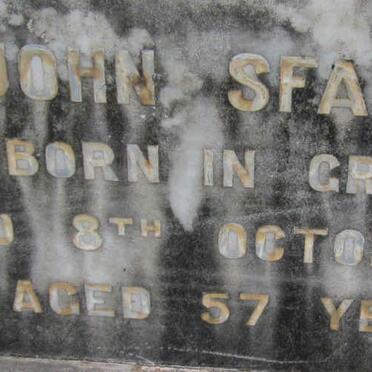 JOHN SFA
BORN IN GR
D 8TH OCTO
AGED 57 YE